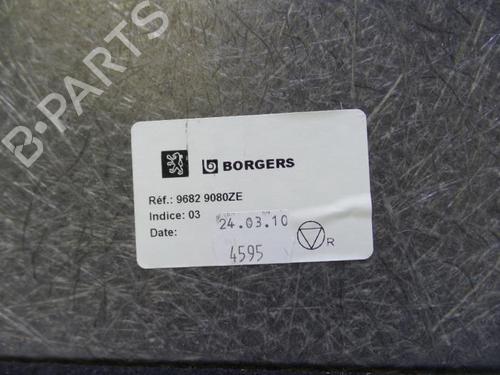 B-PARTS
BORGERS
Réf.: 9682 9080ZE
Indice: 03
24.03.10
Date:
4595
R